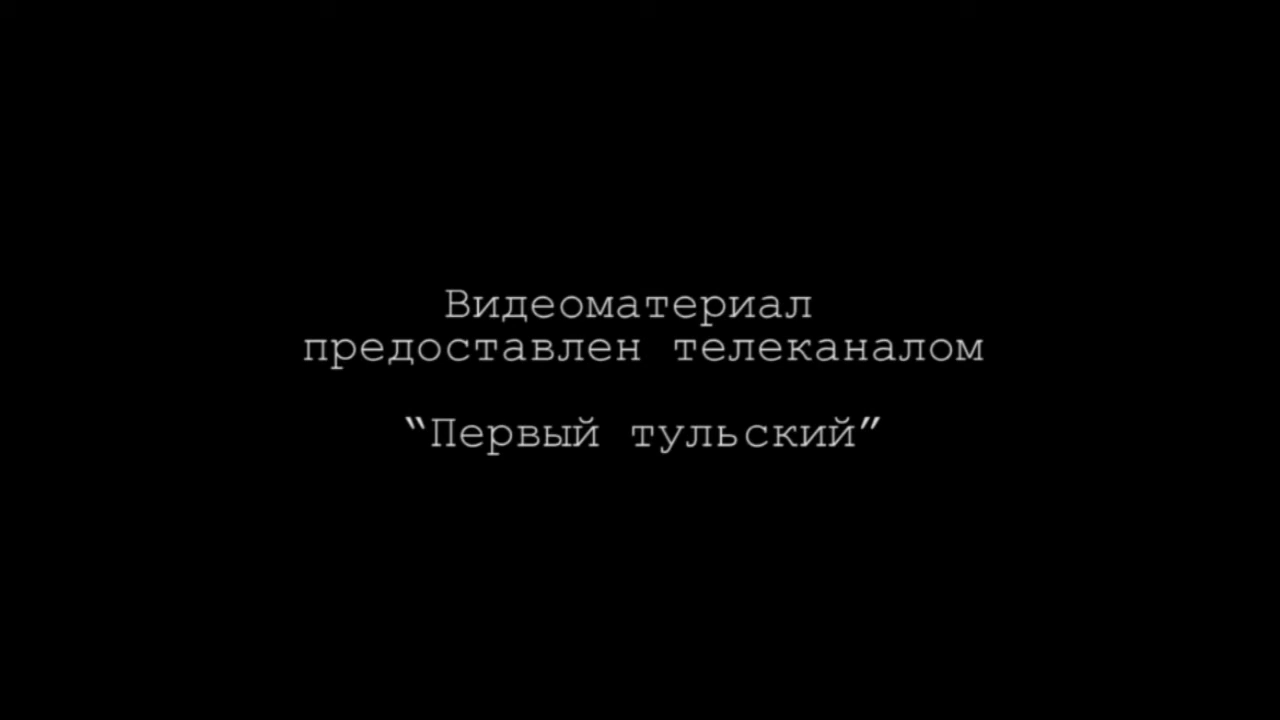 Видеоматериал
предоставлен телеканалом
“Первый тульский”